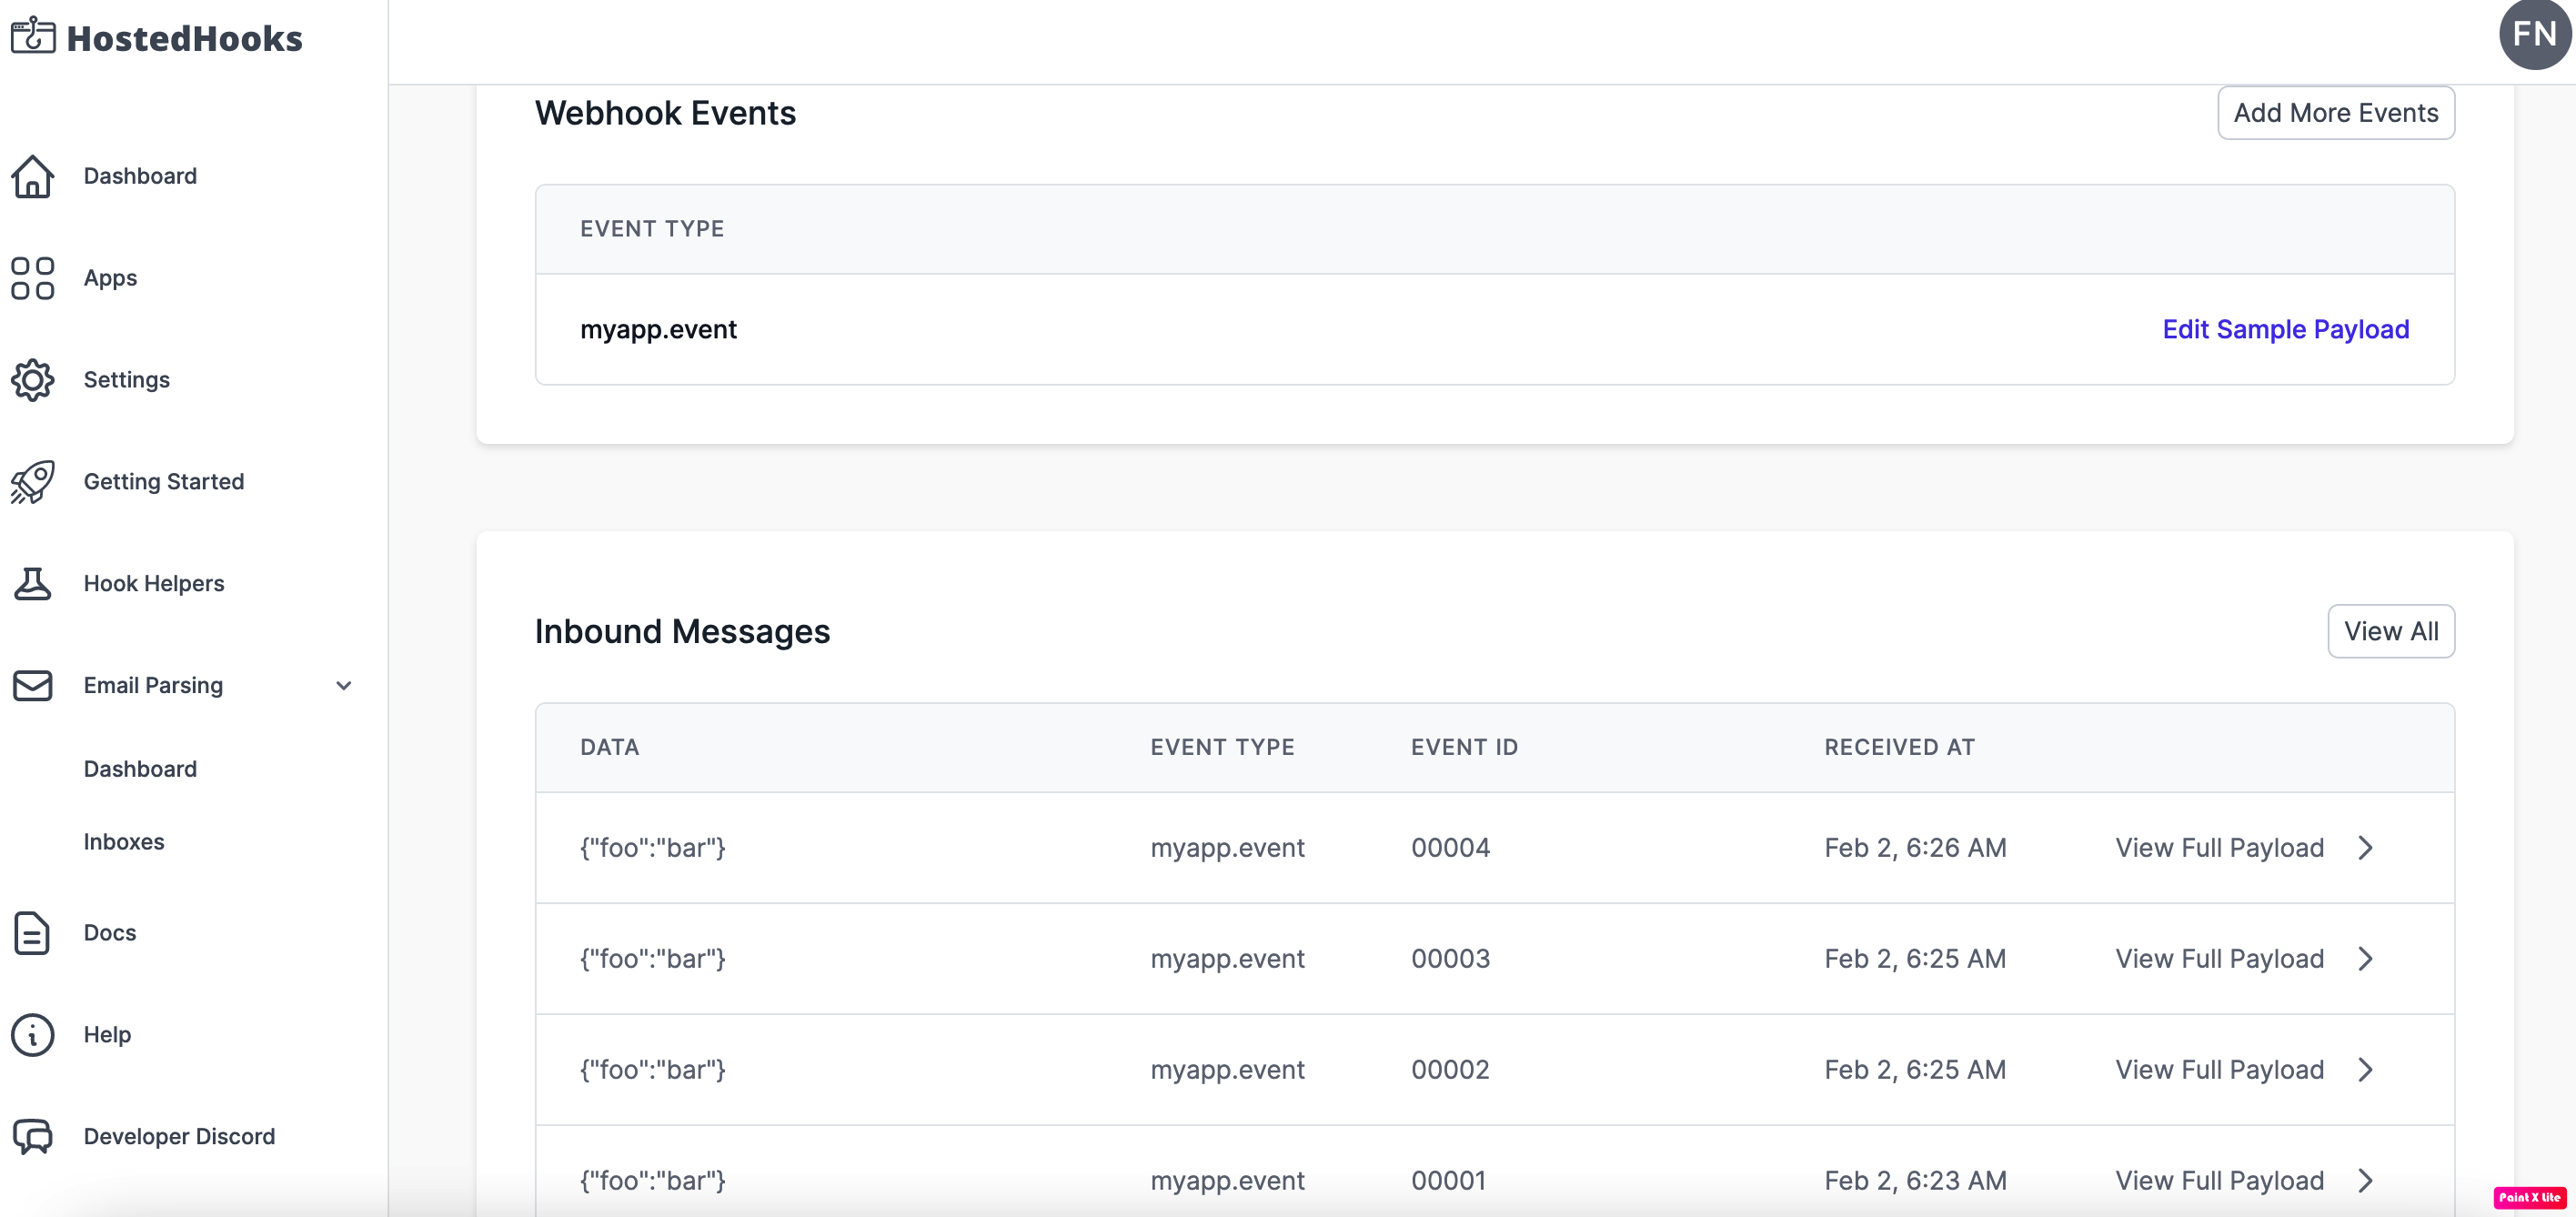 HostedHooks
FN
Dashboard
Apps
Settings
Getting Started
Hook Helpers
Email Parsing
Dashboard
Inboxes
Docs
Help
Developer Discord
Webhook Events
Add More Events
EVENT TYPE
myapp.event Edit Sample Payload
Inbound Messages
View All
DATA EVENT TYPE EVENT ID RECEIVED AT
{"foo":"bar"} myapp.event 00004 Feb 2, 6:26 AM View Full Payload
{"foo":"bar"} myapp.event 00003 Feb 2, 6:25 AM View Full Payload
{"foo":"bar"} myapp.event 00002 Feb 2, 6:25 AM View Full Payload
{"foo":"bar"} myapp.event 00001 Feb 2, 6:23 AM View Full Payload
Paint X Lite